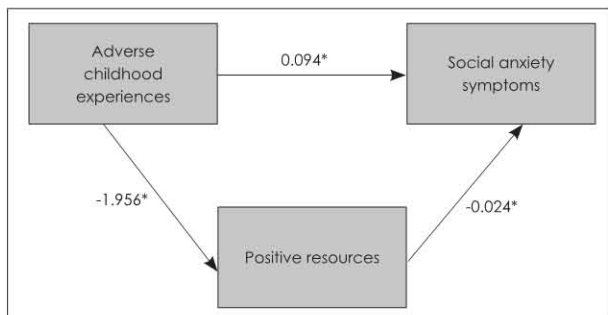 Adverse
childhood
experiences
0.094*
Social anxiety
symptoms
-1.956*
-0.024*
Positive resources